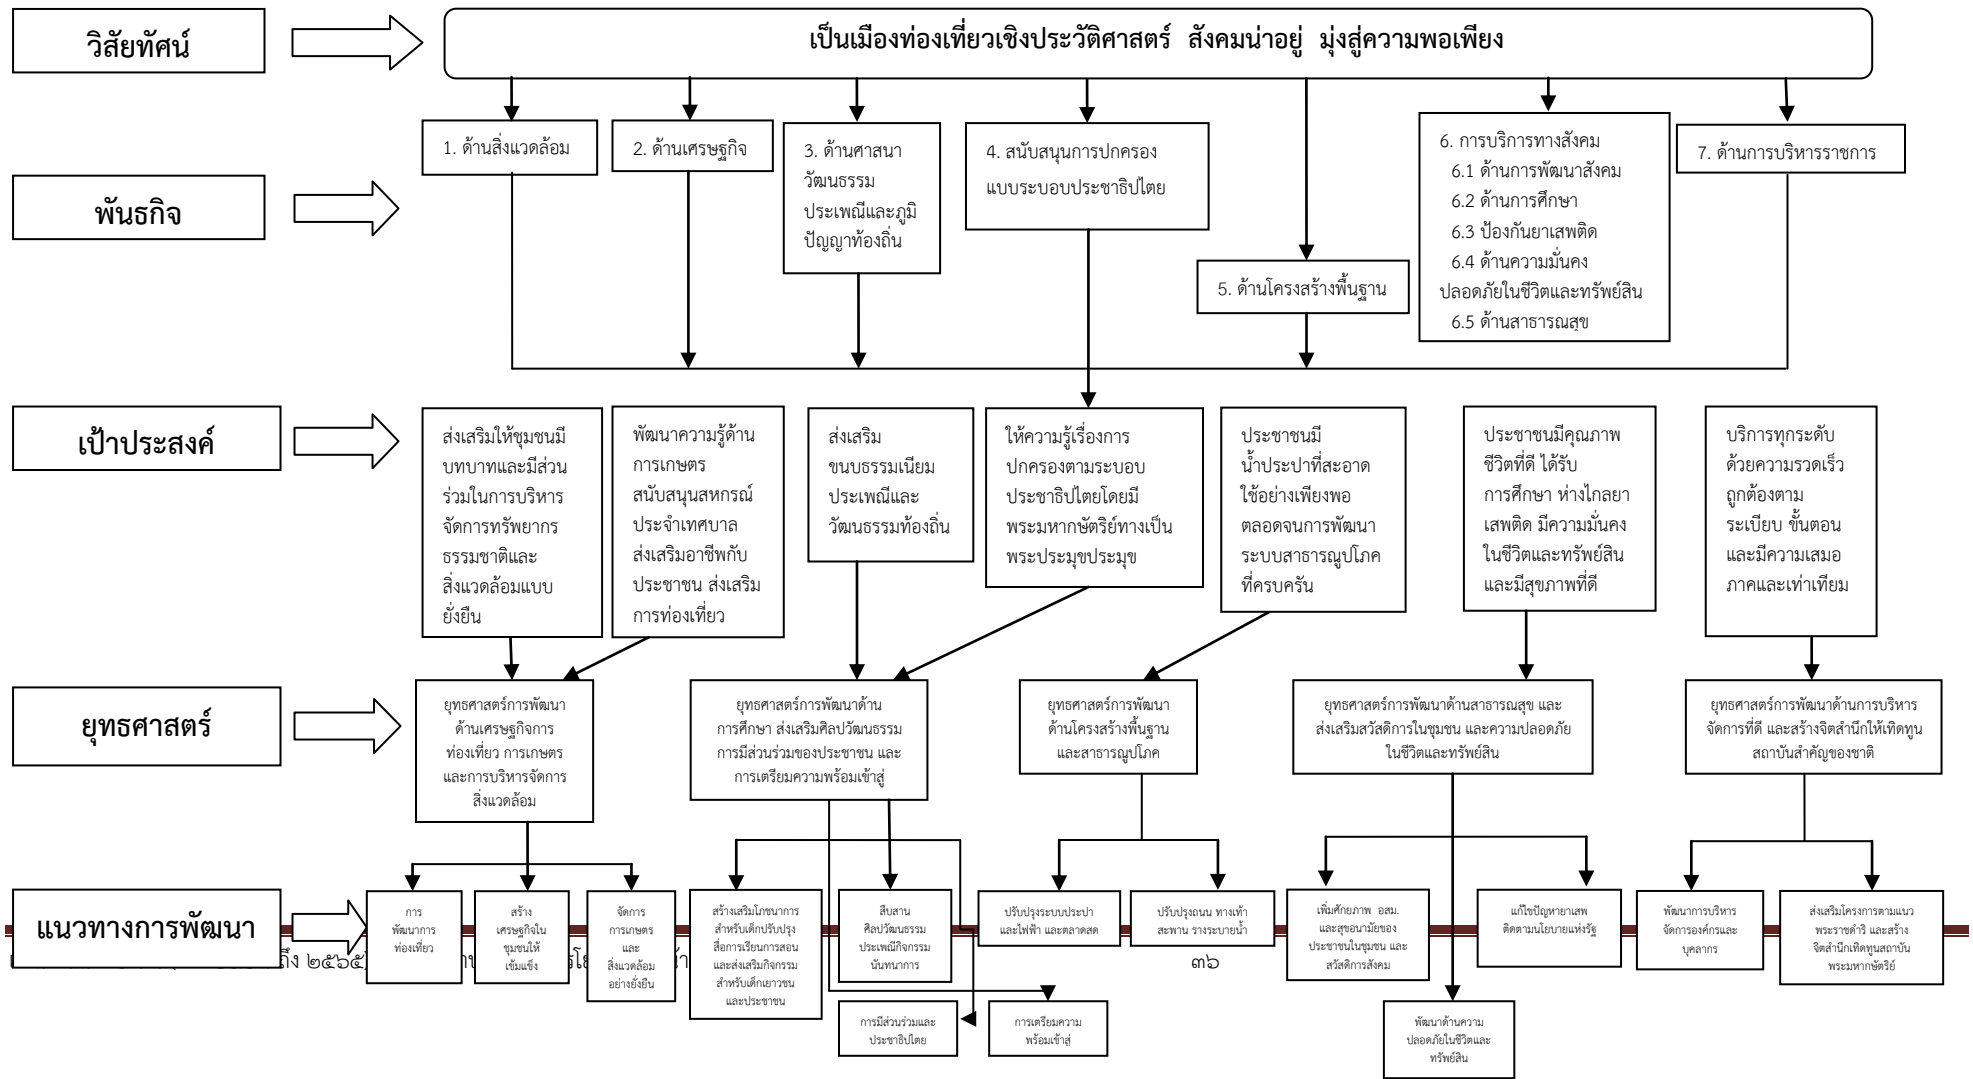 วิสัยทัศน์
เป็นเมืองท่องเที่ยวเชิงประวัติศาสตร์ สังคมน่าอยู่ มุ่งสู่ความพอเพียง
พันธกิจ
1. ด้านสิ่งแวดล้อม
2. ด้านเศรษฐกิจ
3. ด้านศาสนา
วัฒนธรรม
ประเพณีและภูมิ
ปัญญาท้องถิ่น
4. สนับสนุนการปกครอง
แบบระบอบประชาธิปไตย
5. ด้านโครงสร้างพื้นฐาน
6. การบริการทางสังคม
6.1 ด้านการพัฒนาสังคม
6.2 ด้านการศึกษา
6.3 ป้องกันยาเสพติด
6.4 ด้านความมั่นคง
ปลอดภัยในชีวิตและทรัพย์สิน
6.5 ด้านสาธารณสุข
7. ด้านการบริหารราชการ
เป้าประสงค์
ส่งเสริมให้ชุมชนมี
บทบาทและมีส่วน
ร่วมในการบริหาร
จัดการทรัพยากร
ธรรมชาติและ
สิ่งแวดล้อมแบบ
ยั่งยืน
พัฒนาความรู้ด้าน
การเกษตร
สนับสนุนสหกรณ์
ประจำเทศบาล
ส่งเสริมอาชีพกับ
ประชาชน ส่งเสริม
การท่องเที่ยว
ส่งเสริม
ขนบธรรมเนียม
ประเพณีและ
วัฒนธรรมท้องถิ่น
ให้ความรู้เรื่องการ
ปกครองตามระบอบ
ประชาธิปไตยโดยมี
พระมหากษัตริย์ทางเป็น
พระประมุขประมุข
ประชาชนมี
น้ำประปาที่สะอาด
ใช้อย่างเพียงพอ
ตลอดจนการพัฒนา
ระบบสาธารณูปโภค
ที่ครบครัน
ประชาชนมีคุณภาพ
ชีวิตที่ดี ได้รับ
การศึกษา ห่างไกลยา
เสพติด มีความมั่นคง
ในชีวิตและทรัพย์สิน
และมีสุขภาพที่ดี
บริการทุกระดับ
ด้วยความรวดเร็ว
ถูกต้องตาม
ระเบียบ ขั้นตอน
และมีความเสมอ
ภาคและเท่าเทียม
ยุทธศาสตร์
ยุทธศาสตร์การพัฒนา
ด้านเศรษฐกิจการ
ท่องเที่ยว การเกษตร
และการบริหารจัดการ
สิ่งแวดล้อม
ยุทธศาสตร์การพัฒนาด้าน
การศึกษา ส่งเสริมศิลปวัฒนธรรม
การมีส่วนร่วมของประชาชน และ
การเตรียมความพร้อมเข้าสู่
ยุทธศาสตร์การพัฒนา
ด้านโครงสร้างพื้นฐาน
และสาธารณูปโภค
ยุทธศาสตร์การพัฒนาด้านสาธารณสุข และ
ส่งเสริมสวัสดิการในชุมชน และความปลอดภัย
ในชีวิตและทรัพย์สิน
ยุทธศาสตร์การพัฒนาด้านการบริหาร
จัดการที่ดี และสร้างจิตสำนึกให้เทิดทูน
สถาบันสำคัญของชาติ
แนวทางการพัฒนา
การ
พัฒนาการ
ท่องเที่ยว
สร้าง
เศรษฐกิจใน
ชุมชนให้
เข้มแข็ง
จัดการ
การเกษตร
และ
สิ่งแวดล้อม
อย่างยั่งยืน
สร้างเสริมโภชนาการ
สำหรับเด็กปรับปรุง
สื่อการเรียนการสอน
และส่งเสริมกิจกรรม
สำหรับเด็กเยาวชน
และประชาชน
สืบสาน
ศิลปวัฒนธรรม
ประเพณีกิจกรรม
นันทนาการ
ปรับปรุงระบบประปา
และไฟฟ้า และตลาดสด
ปรับปรุงถนน ทางเท้า
สะพาน รางระบายน้ำ
เพิ่มศักยภาพ อสม.
และสุขอนามัยของ
ประชาชนในชุมชน และ
สวัสดิการสังคม
แก้ไขปัญหายาเสพ
ติดตามนโยบายแห่งรัฐ
พัฒนาการบริหาร
จัดการองค์กรและ
บุคลากร
ส่งเสริมโครงการตามแนว
พระราชดำริ และสร้าง
จิตสำนึกเทิดทูนสถาบัน
พระมหากษัตริย์
ถึง ๒๕๖๕
๓๖
การมีส่วนร่วมและ
ประชาธิปไตย
การเตรียมความ
พร้อมเข้าสู่
พัฒนาด้านความ
ปลอดภัยในชีวิตและ
ทรัพย์สิน